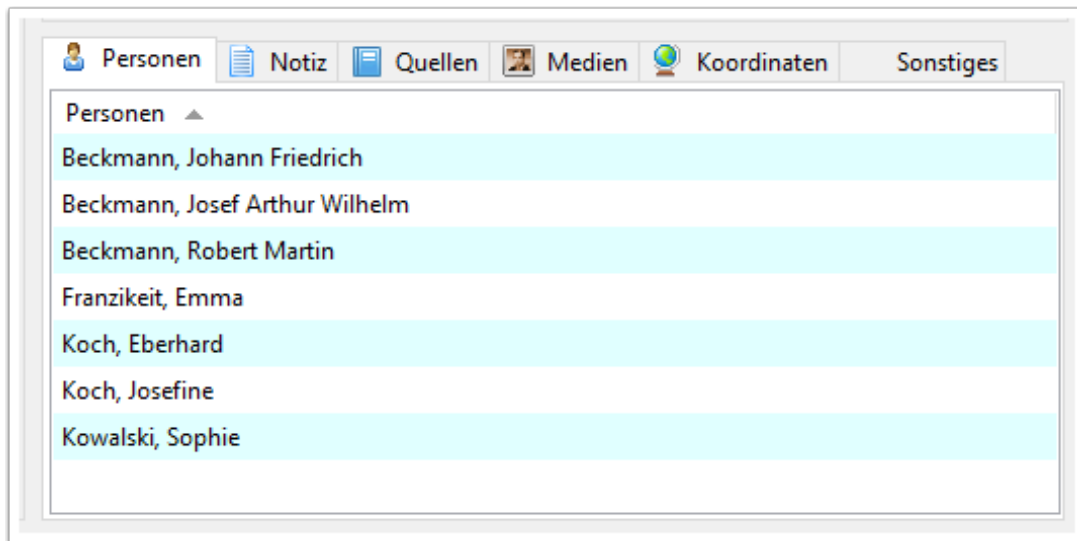 Personen Notiz Quellen Medien Koordinaten Sonstiges
Personen
Beckmann, Johann Friedrich
Beckmann, Josef Arthur Wilhelm
Beckmann, Robert Martin
Franzikeit, Emma
Koch, Eberhard
Koch, Josefine
Kowalski, Sophie